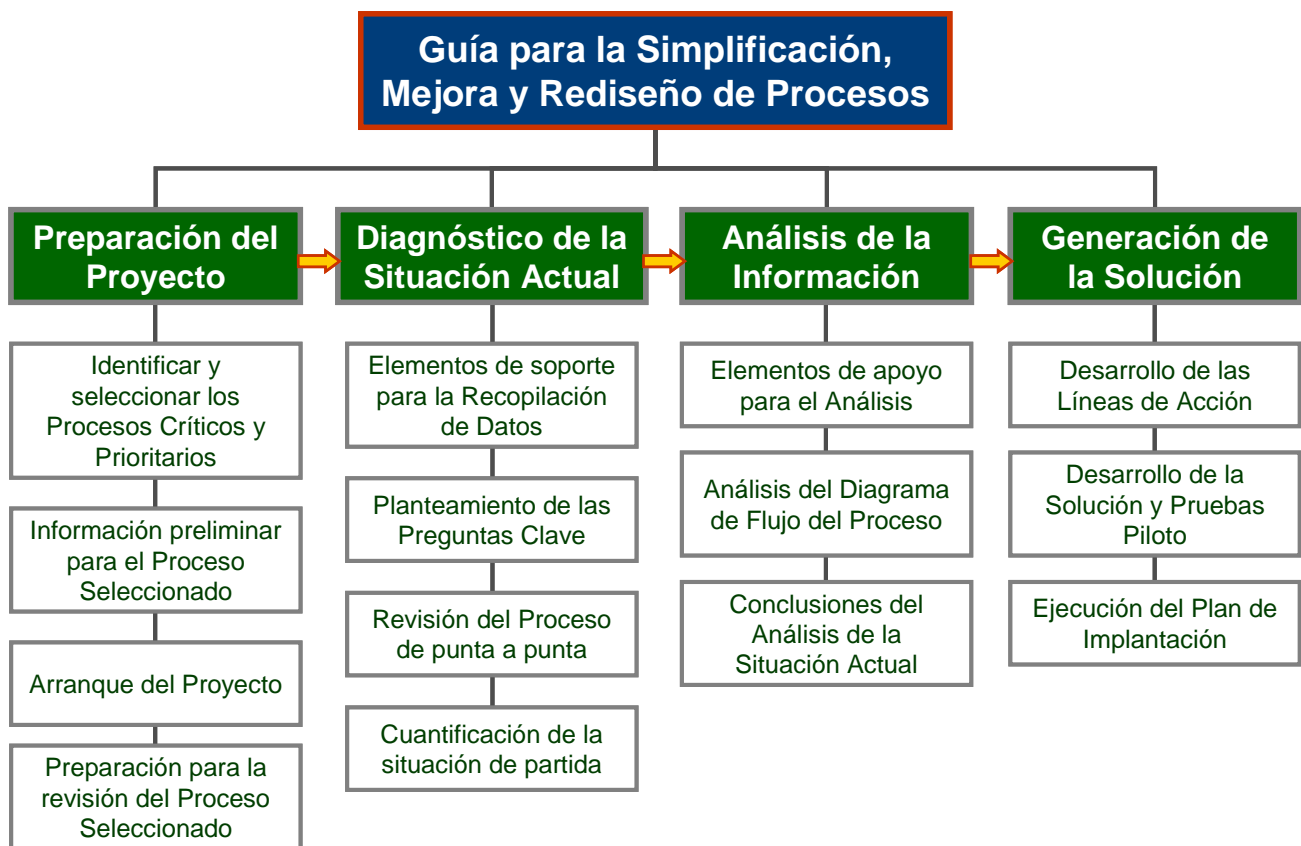 Guía para la Simplificación,
Mejora y Rediseño de Procesos
Preparación del
Proyecto
Identificar y
seleccionar los
Procesos Críticos y
Prioritarios
Información preliminar
para el Proceso
Seleccionado
Arranque del Proyecto
Preparación para la
revisión del Proceso
Seleccionado
Diagnóstico de la
Situación Actual
Elementos de soporte
para la Recopilación
de Datos
Planteamiento de las
Preguntas Clave
Revisión del Proceso
de punta a punta
Cuantificación de la
situación de partida
Análisis de la
Información
Elementos de apoyo
para el Análisis
Análisis del Diagrama
de Flujo del Proceso
Conclusiones del
Análisis de la
Situación Actual
Generación de
la Solución
Desarrollo de las
Líneas de Acción
Desarrollo de la
Solución y Pruebas
Piloto
Ejecución del Plan de
Implantación